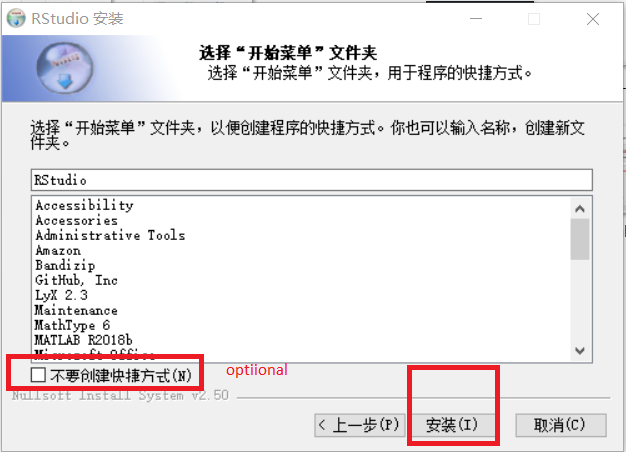 RStudio 安装
选择“开始菜单”文件夹
选择“开始菜单”文件夹，用于程序的快捷方式。
选择“开始菜单”文件夹，以便创建程序的快捷方式。你也可以输入名称，创建新文
件夹。
RStudio
Accessibility
Accessories
Administrative Tools
Amazon
Bandizip
GitHub, Inc
LyX 2.3
Maintenance
MathType 6
MATLAB R2018b
Microsoft Office
不要创建快捷方式(N)
optiional
Nullsoft Install System v2.50
< 上一步(P)
安装(I)
取消(C)